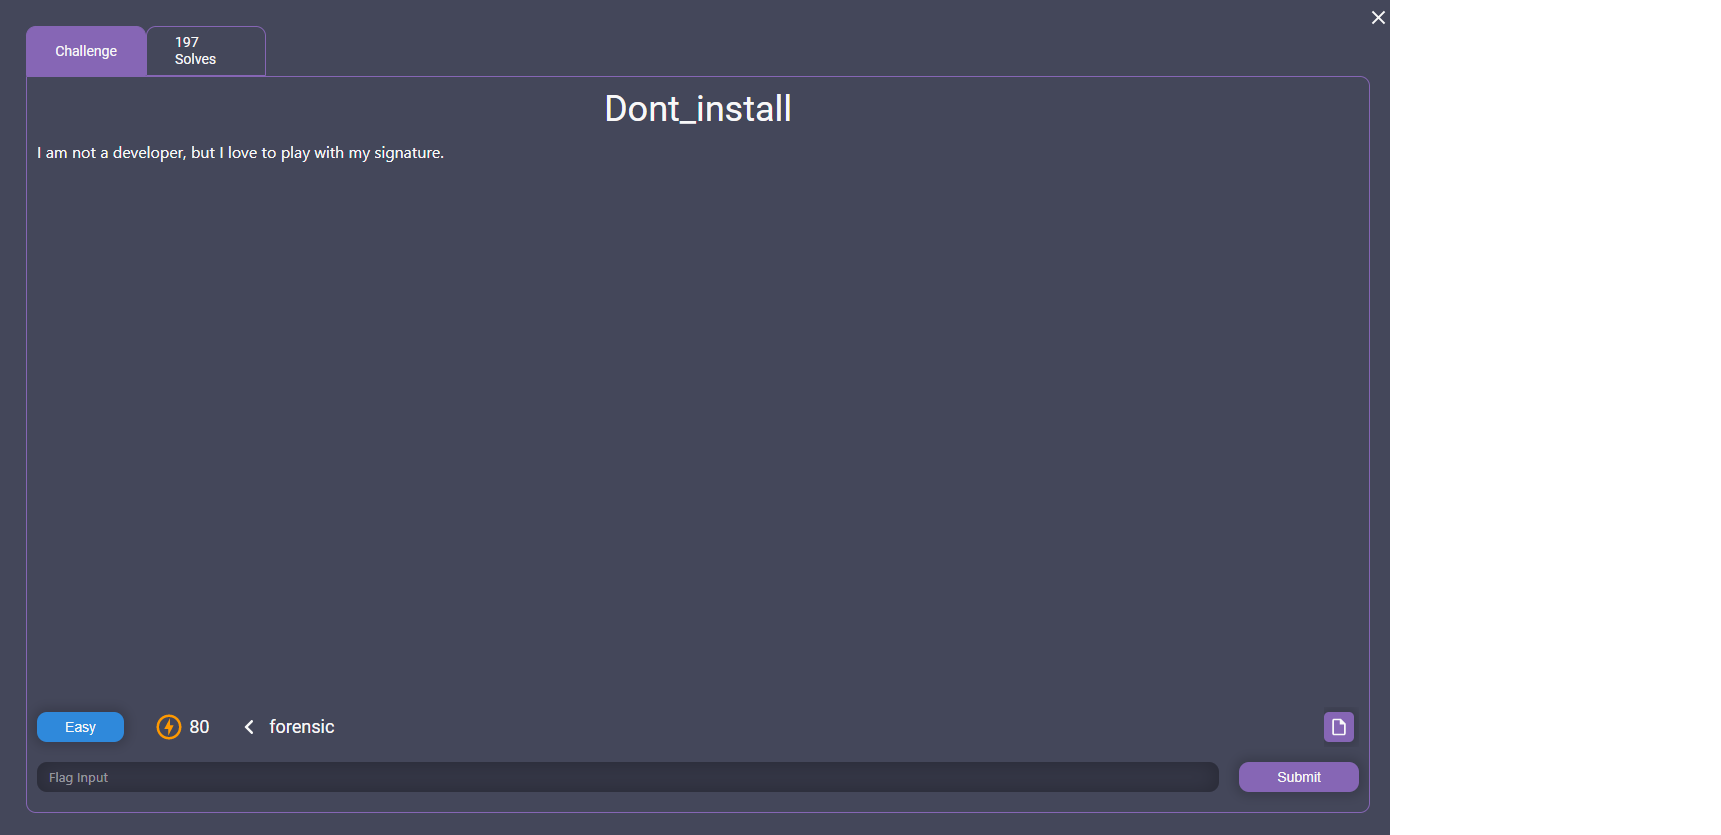 Challenge
197
Solves
Dont_install
I am not a developer, but I love to play with my signature.
Easy
80
forensic
Flag Input
Submit